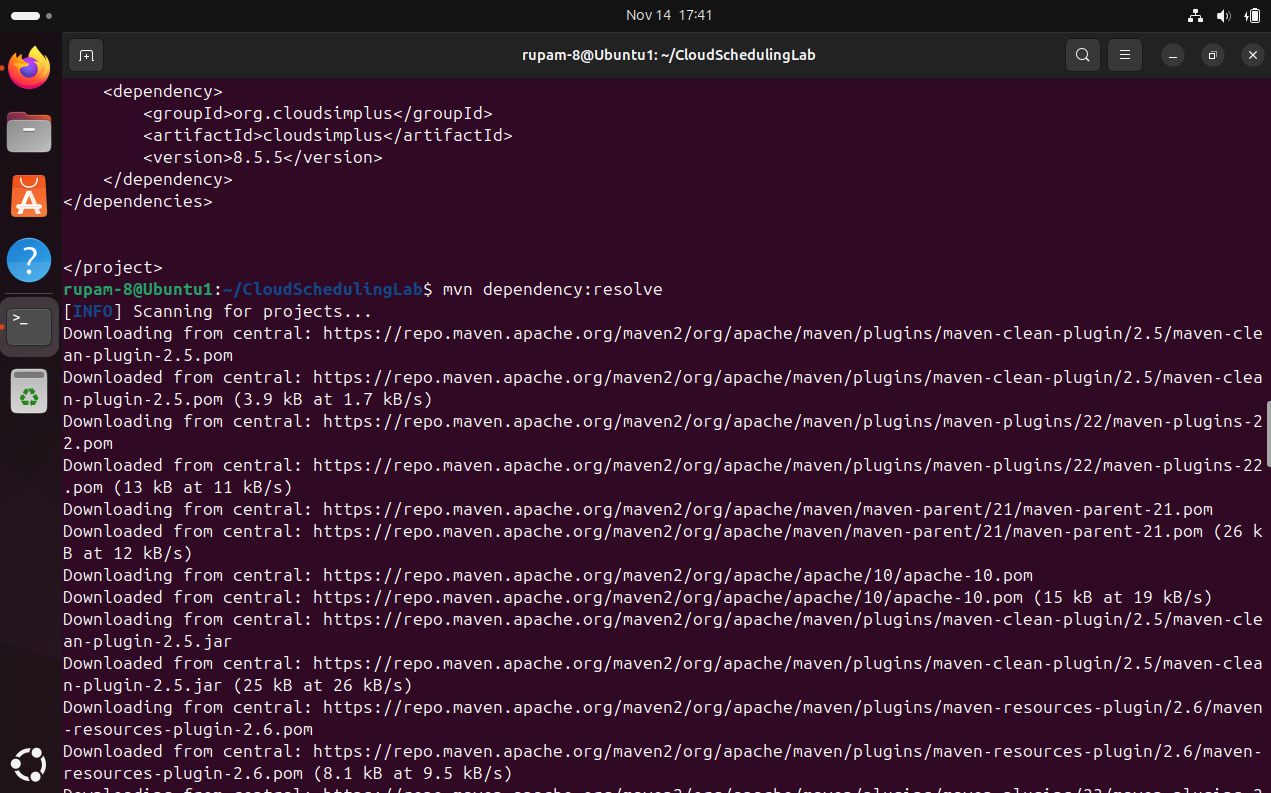 Nov 14 17:41
rupam-8@Ubuntu1: ~/CloudSchedulingLab
    <dependency>
        <groupId>org.cloudsimplus</groupId>
        <artifactId>cloudsimplus</artifactId>
        <version>8.5.5</version>
    </dependency>
</dependencies>
</project>
rupam-8@Ubuntu1:~/CloudSchedulingLab$ mvn dependency:resolve
[INFO] Scanning for projects...
Downloading from central: https://repo.maven.apache.org/maven2/org/apache/maven/plugins/maven-clean-plugin/2.5/maven-cle
an-plugin-2.5.pom
Downloaded from central: https://repo.maven.apache.org/maven2/org/apache/maven/plugins/maven-clean-plugin/2.5/maven-clea
n-plugin-2.5.pom (3.9 kB at 1.7 kB/s)
Downloading from central: https://repo.maven.apache.org/maven2/org/apache/maven/plugins/maven-plugins/22/maven-plugins-2
2.pom
Downloaded from central: https://repo.maven.apache.org/maven2/org/apache/maven/plugins/maven-plugins/22/maven-plugins-22
.pom (13 kB at 11 kB/s)
Downloading from central: https://repo.maven.apache.org/maven2/org/apache/maven/maven-parent/21/maven-parent-21.pom
Downloaded from central: https://repo.maven.apache.org/maven2/org/apache/maven/maven-parent/21/maven-parent-21.pom (26 k
B at 12 kB/s)
Downloading from central: https://repo.maven.apache.org/maven2/org/apache/apache/10/apache-10.pom
Downloaded from central: https://repo.maven.apache.org/maven2/org/apache/apache/10/apache-10.pom (15 kB at 19 kB/s)
Downloading from central: https://repo.maven.apache.org/maven2/org/apache/maven/plugins/maven-clean-plugin/2.5/maven-cle
an-plugin-2.5.jar
Downloaded from central: https://repo.maven.apache.org/maven2/org/apache/maven/plugins/maven-clean-plugin/2.5/maven-clea
n-plugin-2.5.jar (25 kB at 26 kB/s)
Downloading from central: https://repo.maven.apache.org/maven2/org/apache/maven/plugins/maven-resources-plugin/2.6/maven
-resources-plugin-2.6.pom
Downloaded from central: https://repo.maven.apache.org/maven2/org/apache/maven/plugins/maven-resources-plugin/2.6/maven-
resources-plugin-2.6.pom (8.1 kB at 9.5 kB/s)